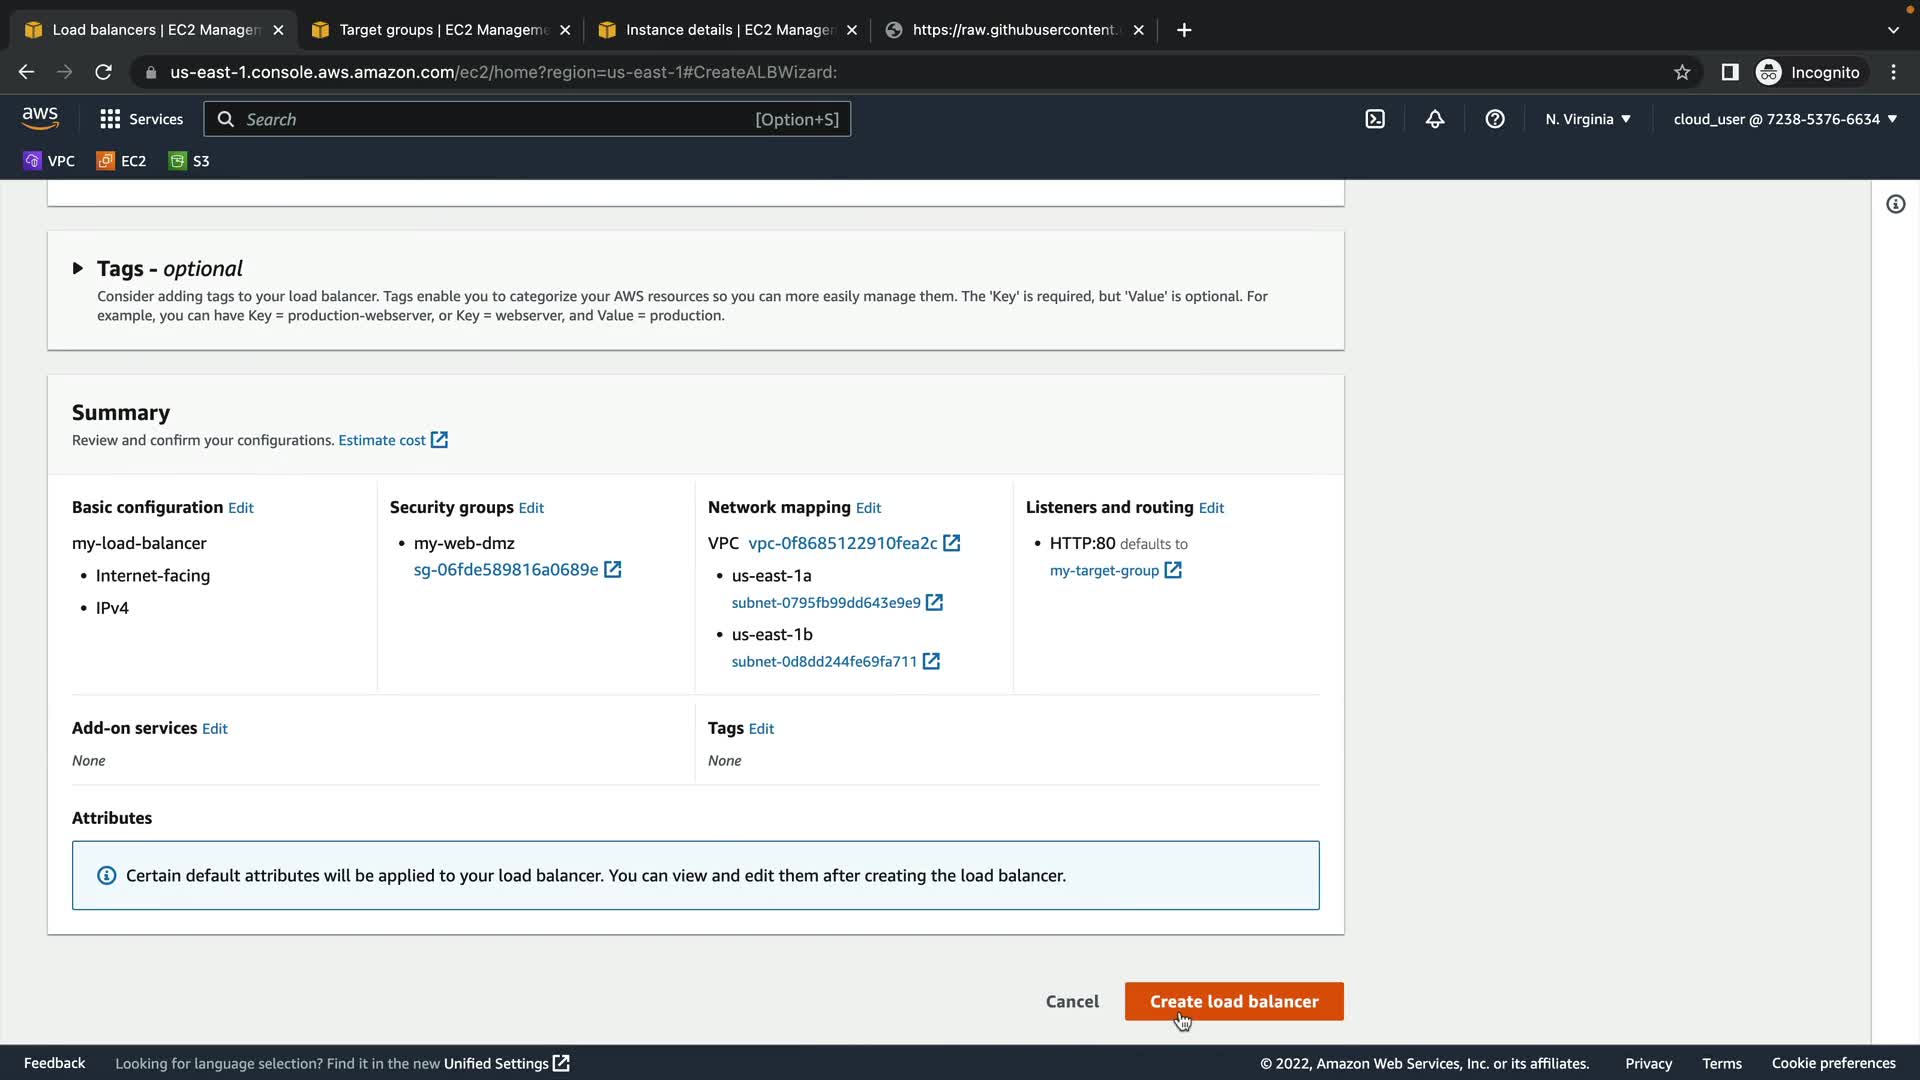 Load balancers | EC2 Managem
Target groups | EC2 Manageme
Instance details | EC2 Manager
https://raw.githubusercontent.
us-east-1.console.aws.amazon.com/ec2/home?region=us-east-1#CreateALBWizard:
Incognito
aws
Services
Search
[Option+S]
N. Virginia
cloud_user @ 7238-5376-6634
VPC
EC2
S3
Tags - optional
Consider adding tags to your load balancer. Tags enable you to categorize your AWS resources so you can more easily manage them. The 'Key' is required, but 'Value' is optional. For
example, you can have Key = production-webserver, or Key = webserver, and Value = production.
Summary
Review and confirm your configurations. Estimate cost
Basic configuration Edit
my-load-balancer
• Internet-facing
• IPv4
Security groups Edit
• my-web-dmz
sg-06fde589816a0689e
Network mapping Edit
VPC vpc-0f8685122910fea2c
• us-east-1a
subnet-0795fb99dd643e9e9
• us-east-1b
subnet-0d8dd244fe69fa711
Listeners and routing Edit
• HTTP:80 defaults to
my-target-group
Add-on services Edit
None
Tags Edit
None
Attributes
Certain default attributes will be applied to your load balancer. You can view and edit them after creating the load balancer.
Cancel
Create load balancer
Feedback
Looking for language selection? Find it in the new Unified Settings
© 2022, Amazon Web Services, Inc. or its affiliates.
Privacy
Terms
Cookie preferences